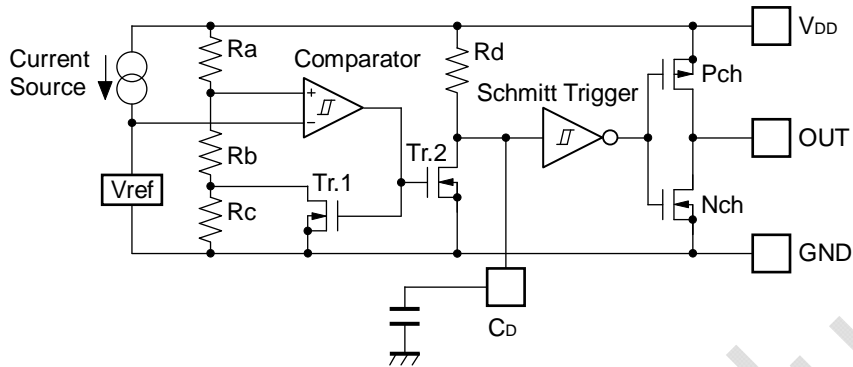 VDD
Ra
Comparator
Rd
Current
Source
Pch
Schmitt Trigger
+
−
OUT
Rb
Tr.1
Tr.2
Vref
Rc
Nch
GND
CD